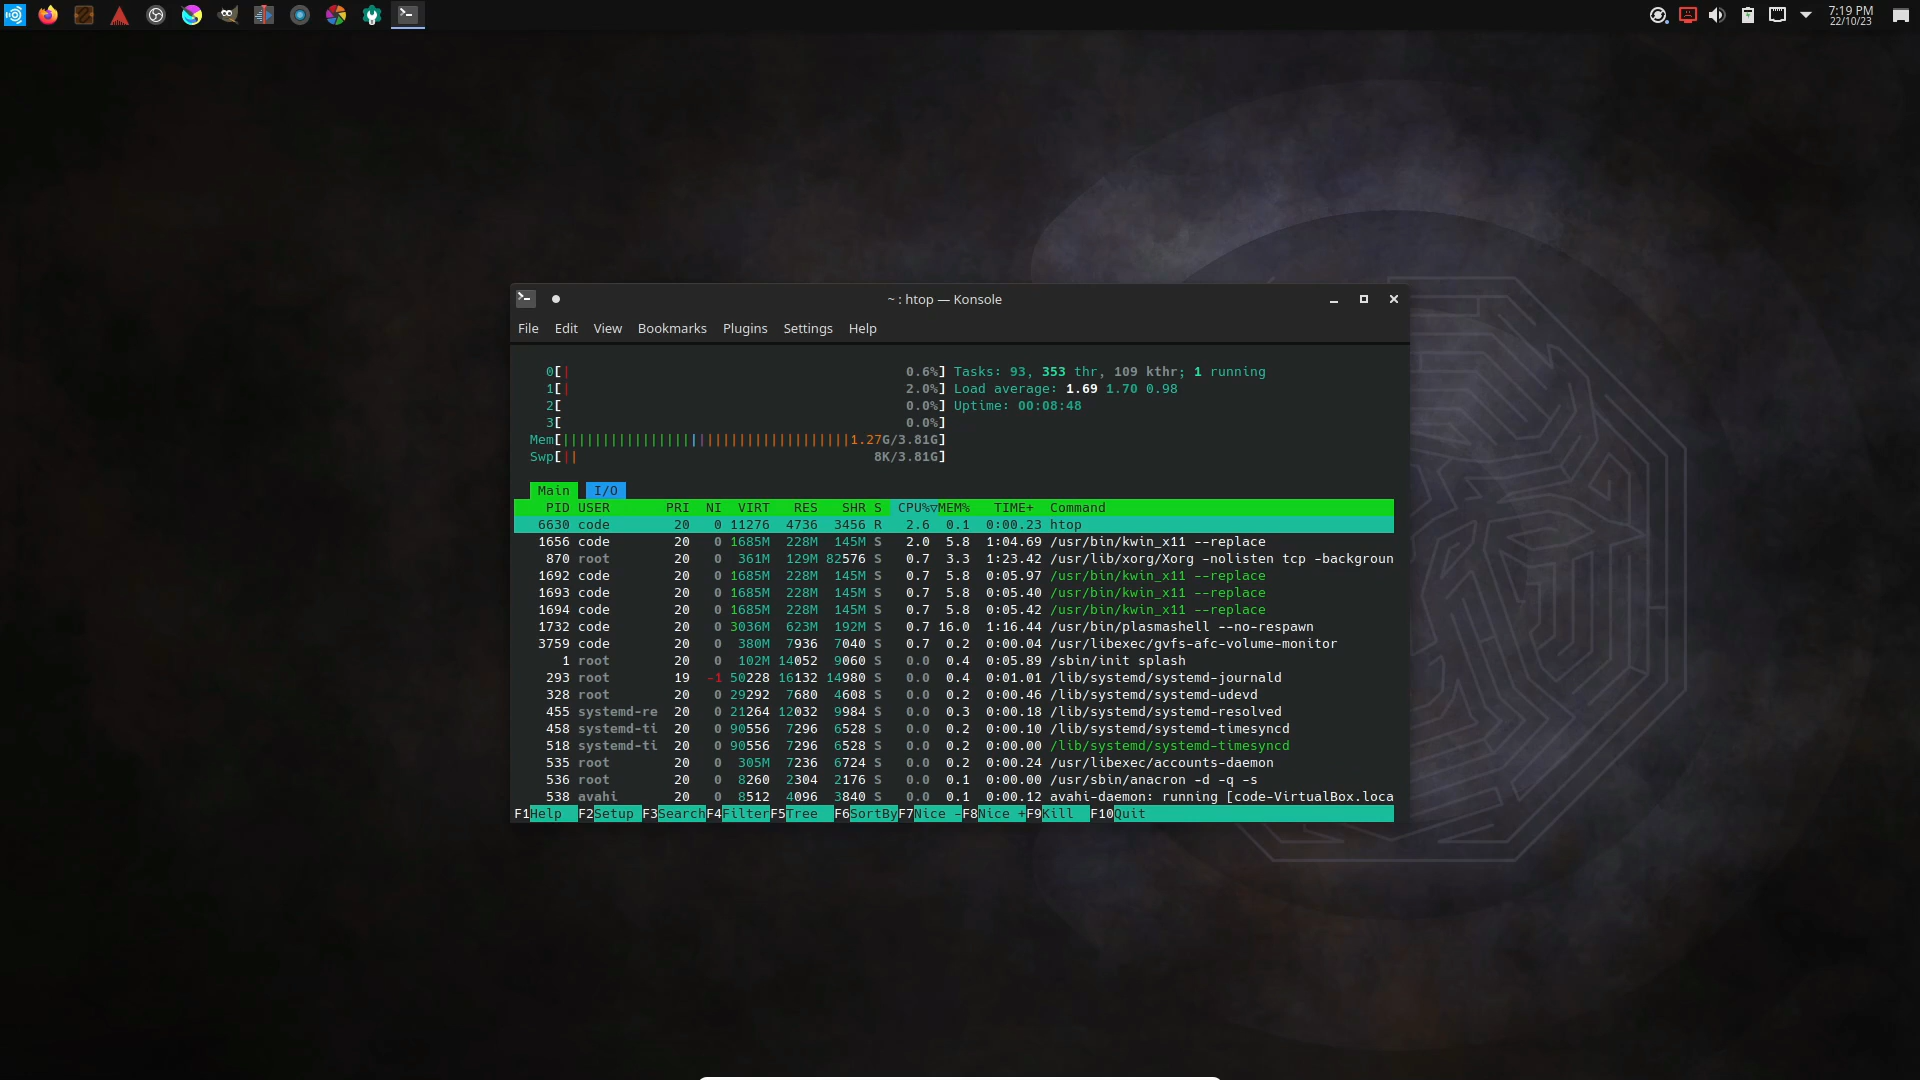 7:19 PM
22/10/23
~ : htop — Konsole
File Edit View Bookmarks Plugins Settings Help
0[| 0.6%] Tasks: 93, 353 thr, 109 kthr; 1 running
1[| 2.0%] Load average: 1.69 1.70 0.98
2[ 0.0%] Uptime: 00:08:48
3[ 0.0%]
Mem[||||||||||||||||||||||||||||||||||||1.27G/3.81G]
Swp[|| 8K/3.81G]
Main I/O
PID USER PRI NI VIRT RES SHR S CPU%▽MEM% TIME+ Command
6630 code 20 0 11276 4736 3456 R 2.6 0.1 0:00.23 htop
1656 code 20 0 1685M 228M 145M S 2.0 5.8 1:04.69 /usr/bin/kwin_x11 --replace
870 root 20 0 361M 129M 82576 S 0.7 3.3 1:23.42 /usr/lib/xorg/Xorg -nolisten tcp -backgroun
1692 code 20 0 1685M 228M 145M S 0.7 5.8 0:05.97 /usr/bin/kwin_x11 --replace
1693 code 20 0 1685M 228M 145M S 0.7 5.8 0:05.40 /usr/bin/kwin_x11 --replace
1694 code 20 0 1685M 228M 145M S 0.7 5.8 0:05.42 /usr/bin/kwin_x11 --replace
1732 code 20 0 3036M 623M 192M S 0.7 16.0 1:16.44 /usr/bin/plasmashell --no-respawn
3759 code 20 0 380M 7936 7040 S 0.7 0.2 0:00.04 /usr/libexec/gvfs-afc-volume-monitor
1 root 20 0 102M 14052 9060 S 0.0 0.4 0:05.89 /sbin/init splash
293 root 19 -1 50228 16132 14980 S 0.0 0.4 0:01.01 /lib/systemd/systemd-journald
328 root 20 0 29292 7680 4608 S 0.0 0.2 0:00.46 /lib/systemd/systemd-udevd
455 systemd-re 20 0 21264 12032 9984 S 0.0 0.3 0:00.18 /lib/systemd/systemd-resolved
458 systemd-ti 20 0 90556 7296 6528 S 0.0 0.2 0:00.10 /lib/systemd/systemd-timesyncd
518 systemd-ti 20 0 90556 7296 6528 S 0.0 0.2 0:00.00 /lib/systemd/systemd-timesyncd
535 root 20 0 305M 7236 6724 S 0.0 0.2 0:00.24 /usr/libexec/accounts-daemon
536 root 20 0 8260 2304 2176 S 0.0 0.1 0:00.00 /usr/sbin/anacron -d -q -s
538 avahi 20 0 8512 4096 3840 S 0.0 0.1 0:00.12 avahi-daemon: running [code-VirtualBox.loca
F1Help F2Setup F3SearchF4FilterF5Tree F6SortByF7Nice -F8Nice +F9Kill F10Quit